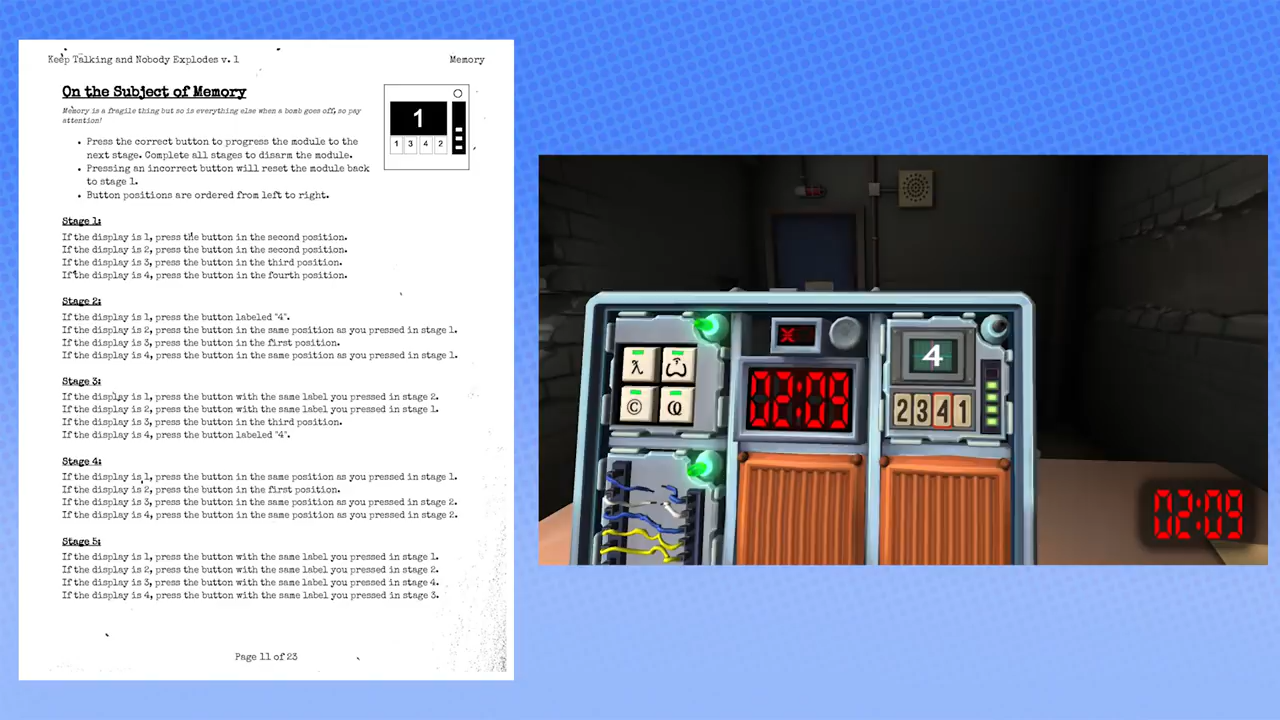 Keep Talking and Nobody Explodes v. 1
Memory
On the Subject of Memory
Memory is a fragile thing but so is everything else when a bomb goes off, so pay
attention!
1
1 3 4 2
• Press the correct button to progress the module to the
next stage. Complete all stages to disarm the module.
• Pressing an incorrect button will reset the module back
to stage 1.
• Button positions are ordered from left to right.
Stage 1:
If the display is 1, press the button in the second position.
If the display is 2, press the button in the second position.
If the display is 3, press the button in the third position.
If the display is 4, press the button in the fourth position.
Stage 2:
If the display is 1, press the button labeled "4".
If the display is 2, press the button in the same position as you pressed in stage 1.
If the display is 3, press the button in the first position.
If the display is 4, press the button in the same position as you pressed in stage 1.
Stage 3:
If the display is 1, press the button with the same label you pressed in stage 2.
If the display is 2, press the button with the same label you pressed in stage 1.
If the display is 3, press the button in the third position.
If the display is 4, press the button labeled "4".
Stage 4:
If the display is 1, press the button in the same position as you pressed in stage 1.
If the display is 2, press the button in the first position.
If the display is 3, press the button in the same position as you pressed in stage 2.
If the display is 4, press the button in the same position as you pressed in stage 2.
Stage 5:
If the display is 1, press the button with the same label you pressed in stage 1.
If the display is 2, press the button with the same label you pressed in stage 2.
If the display is 3, press the button with the same label you pressed in stage 4.
If the display is 4, press the button with the same label you pressed in stage 3.
Page 11 of 23
X
02:09
4
2 3 4 1
©
02:09